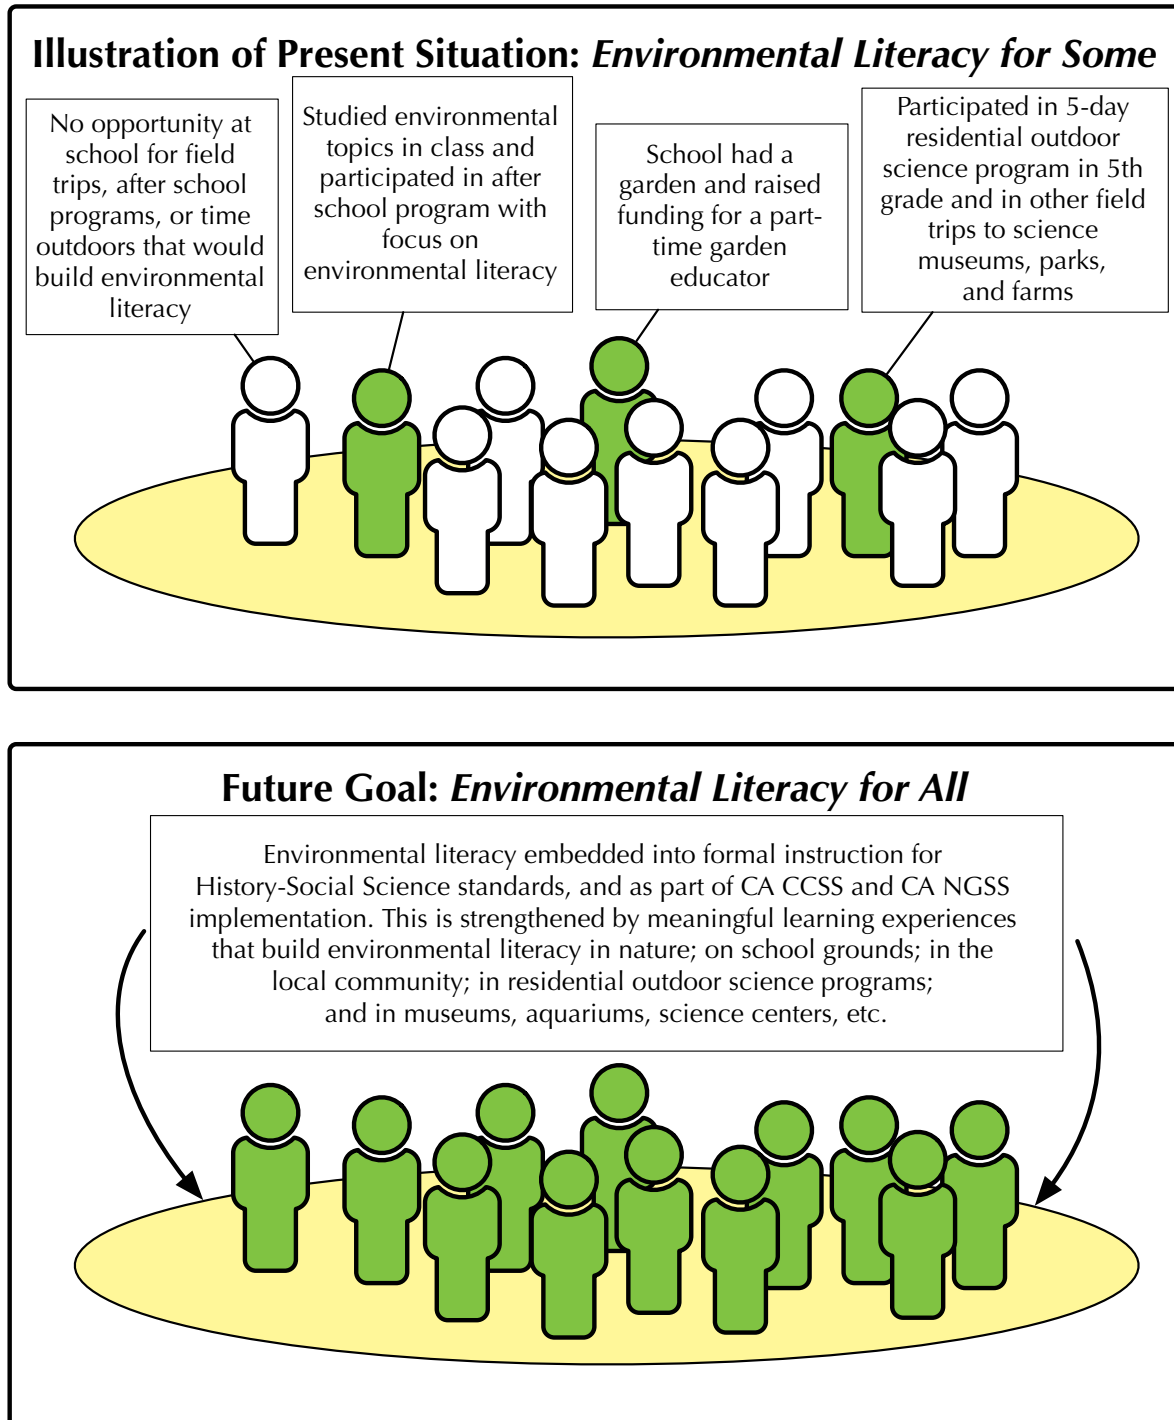 Illustration of Present Situation: Environmental Literacy for Some
No opportunity at
school for field
trips, after school
programs, or time
outdoors that would
build environmental
literacy
Studied environmental
topics in class and
participated in after
school program with
focus on
environmental literacy
School had a
garden and raised
funding for a part-
time garden
educator
Participated in 5-day
residential outdoor
science program in 5th
grade and in other field
trips to science
museums, parks,
and farms
Future Goal: Environmental Literacy for All
Environmental literacy embedded into formal instruction for
History-Social Science standards, and as part of CA CCSS and CA NGSS
implementation. This is strengthened by meaningful learning experiences
that build environmental literacy in nature; on school grounds; in the
local community; in residential outdoor science programs;
and in museums, aquariums, science centers, etc.